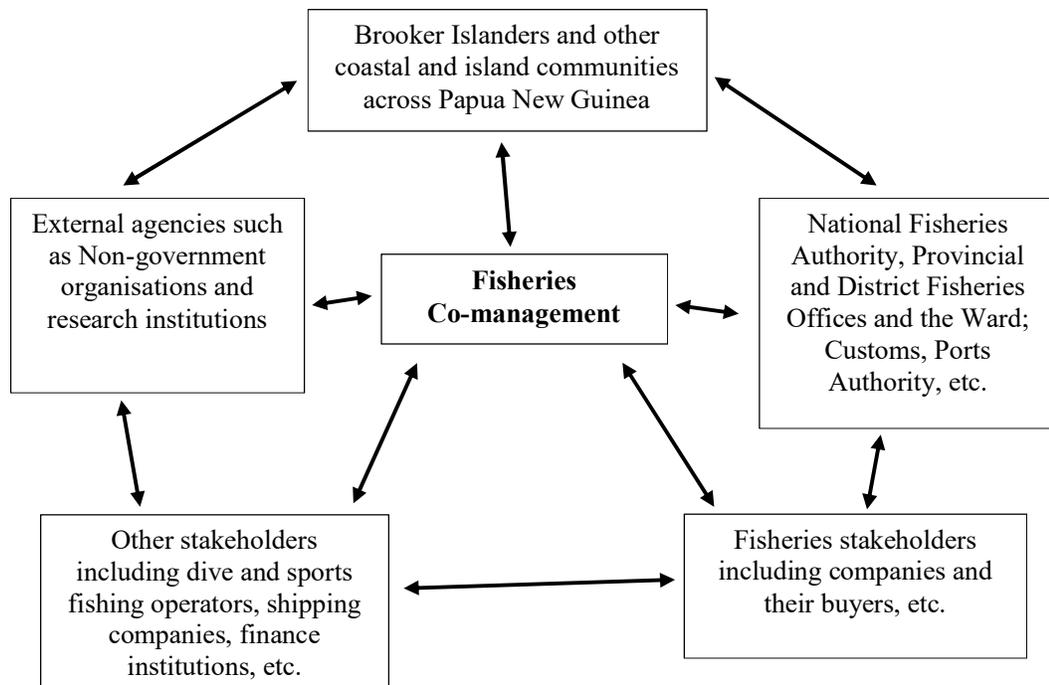 Brooker Islanders and other
coastal and island communities
across Papua New Guinea
External agencies such
as Non-government
organisations and
research institutions
Fisheries
Co-management
National Fisheries
Authority, Provincial
and District Fisheries
Offices and the Ward;
Customs, Ports
Authority, etc.
Other stakeholders
including dive and sports
fishing operators, shipping
companies, finance
institutions, etc.
Fisheries stakeholders
including companies and
their buyers, etc.